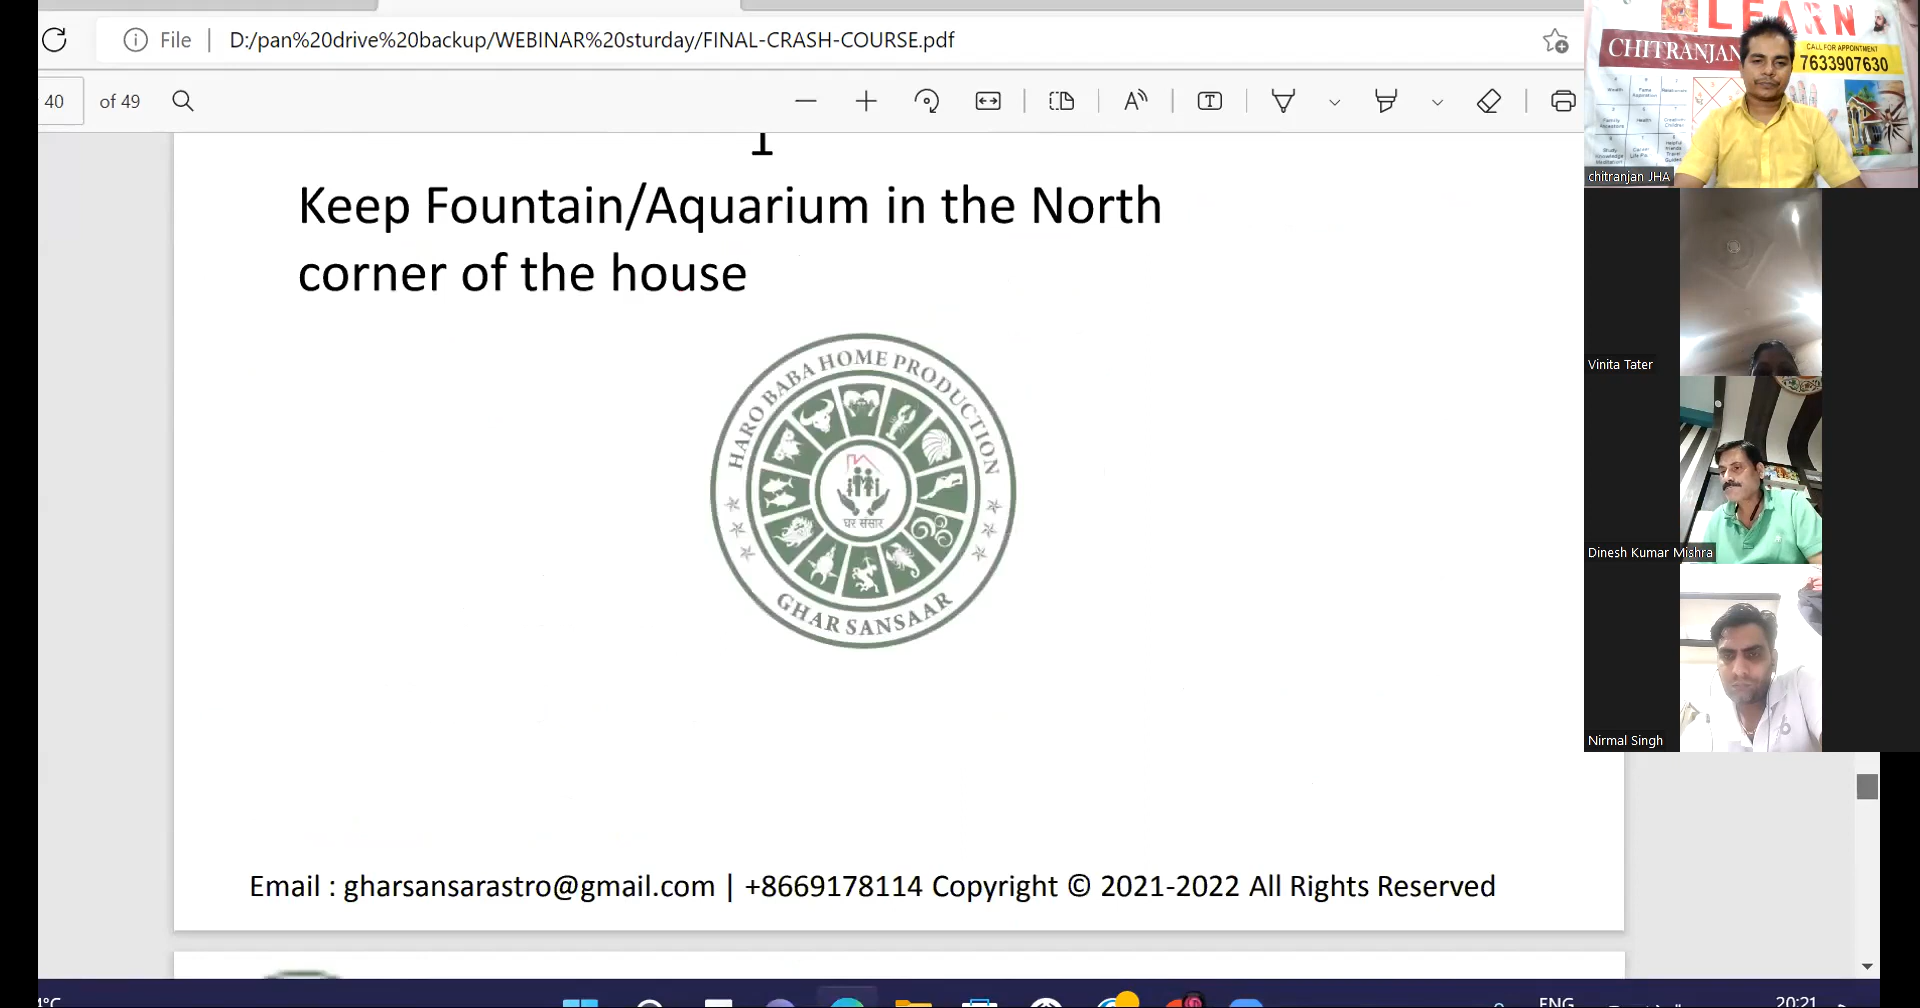 File
D:/pan%20drive%20backup/WEBINAR%20sturday/FINAL-CRASH-COURSE.pdf
40 of 49
Keep Fountain/Aquarium in the North
corner of the house
HARO BABA HOME PRODUCTION
घर संसार
GHAR SANSAAR
Email : gharsansarastro@gmail.com | +8669178114 Copyright © 2021-2022 All Rights Reserved
LEARN
CHITRANJAN
CALL FOR APPOINTMENT
7633907630
chitranjan JHA
Vinita Tater
Dinesh Kumar Mishra
Nirmal Singh
ENG
20:21